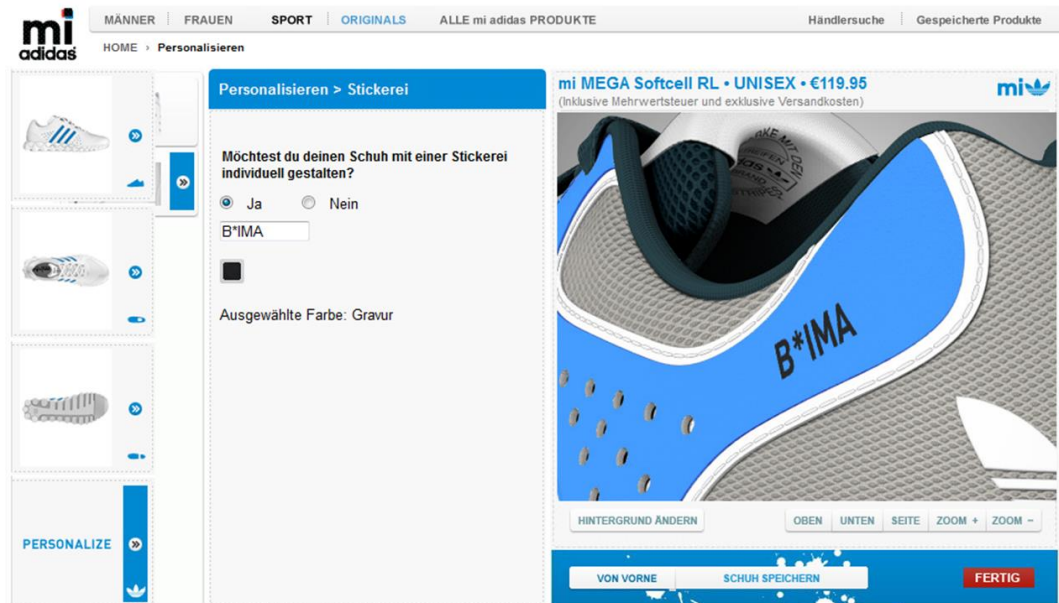 mi
adidas
MÄNNER FRAUEN SPORT ORIGINALS ALLE mi adidas PRODUKTE Händlersuche Gespeicherte Produkte
HOME › Personalisieren
Personalisieren > Stickerei
Möchtest du deinen Schuh mit einer Stickerei
individuell gestalten?
Ja Nein
B*IMA
Ausgewählte Farbe: Gravur
PERSONALIZE
mi MEGA Softcell RL • UNISEX • €119.95
(Inklusive Mehrwertsteuer und exklusive Versandkosten)
mi
MIT DEN
BRAND
B*IMA
HINTERGRUND ÄNDERN OBEN UNTEN SEITE ZOOM + ZOOM -
VON VORNE SCHUH SPEICHERN FERTIG